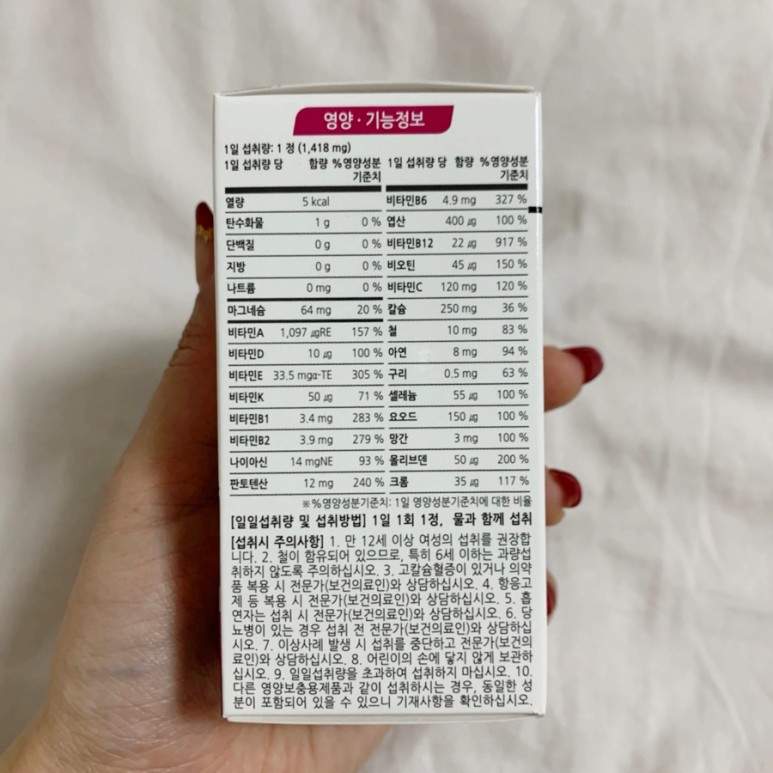 영양·기능정보
1일 섭취량: 1 정 (1,418 mg)
1일 섭취량 당 함량 %영양성분 기준치
열량 5 kcal
탄수화물 1 g 0 %
단백질 0 g 0 %
지방 0 g 0 %
나트륨 0 mg 0 %
마그네슘 64 mg 20 %
비타민A 1,097 ㎍RE 157 %
비타민D 10 ㎍ 100 %
비타민E 33.5 mgα-TE 305 %
비타민K 50 ㎍ 71 %
비타민B1 3.4 mg 283 %
비타민B2 3.9 mg 279 %
나이아신 14 mgNE 93 %
판토텐산 12 mg 240 %
1일 섭취량 당 함량 %영양성분 기준치
비타민B6 4.9 mg 327 %
엽산 400 ㎍ 100 %
비타민B12 22 ㎍ 917 %
비오틴 45 ㎍ 150 %
비타민C 120 mg 120 %
칼슘 250 mg 36 %
철 10 mg 83 %
아연 8 mg 94 %
구리 0.5 mg 63 %
셀레늄 55 ㎍ 100 %
요오드 150 ㎍ 100 %
망간 3 mg 100 %
몰리브덴 50 ㎍ 200 %
크롬 35 ㎍ 117 %
※%영양성분기준치: 1일 영양성분기준치에 대한 비율
[일일섭취량 및 섭취방법] 1일 1회 1정, 물과 함께 섭취
[섭취시 주의사항] 1. 만 12세 이상 여성의 섭취를 권장합
니다. 2. 철이 함유되어 있으므로, 특히 6세 이하는 과량섭
취하지 않도록 주의하십시오. 3. 고칼슘혈증이 있거나 의약
품 복용 시 전문가(보건의료인)와 상담하십시오. 4. 항응고
제 등 복용 시 전문가(보건의료인)와 상담하십시오. 5. 흡
연자는 섭취 시 전문가(보건의료인)와 상담하십시오. 6. 당
뇨병이 있는 경우 섭취 전 전문가(보건의료인)와 상담하십
시오. 7. 이상사례 발생 시 섭취를 중단하고 전문가(보건의
료인)와 상담하십시오. 8. 어린이의 손에 닿지 않게 보관하
십시오. 9. 일일섭취량을 초과하여 섭취하지 마십시오. 10.
다른 영양보충용제품과 같이 섭취하시는 경우, 동일한 성
분이 포함되어 있을 수 있으니 기재사항을 확인하십시오.